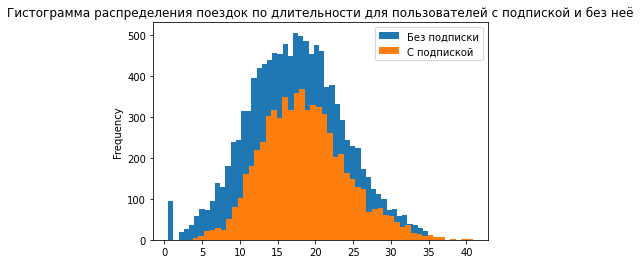 Гистограмма распределения поездок по длительности для пользователей с подпиской и без неё
Без подписки
С подпиской
Frequency
500
400
300
200
100
0
0 5 10 15 20 25 30 35 40